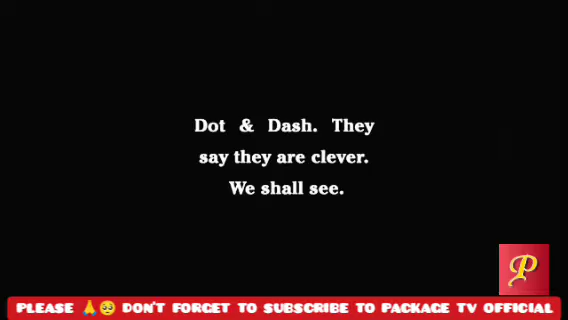 Dot & Dash. They
say they are clever.
We shall see.
P
PLEASE 🙏🥺 DON'T FORGET TO SUBSCRIBE TO PACKAGE TV OFFICIAL